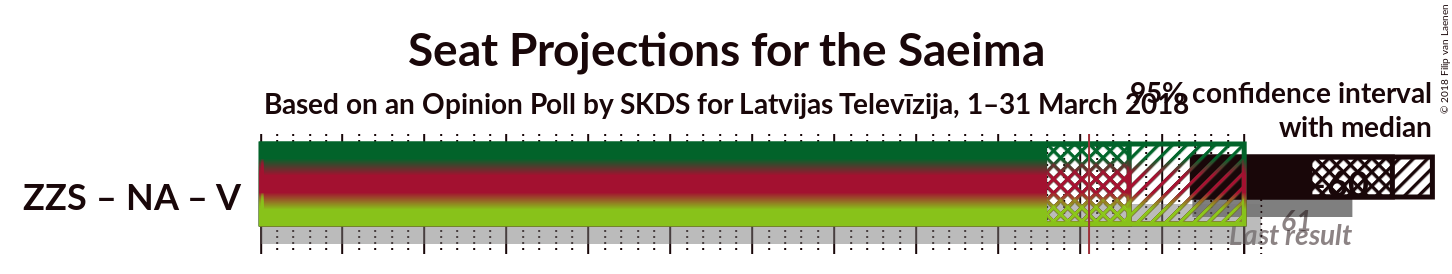 Seat Projections for the Saeima
Based on an Opinion Poll by SKDS for Latvijas Televīzija, 1–31 March 2018
95% confidence interval
with median
ZZS – NA – V
61
Last result
© 2018 Filip van Laenen